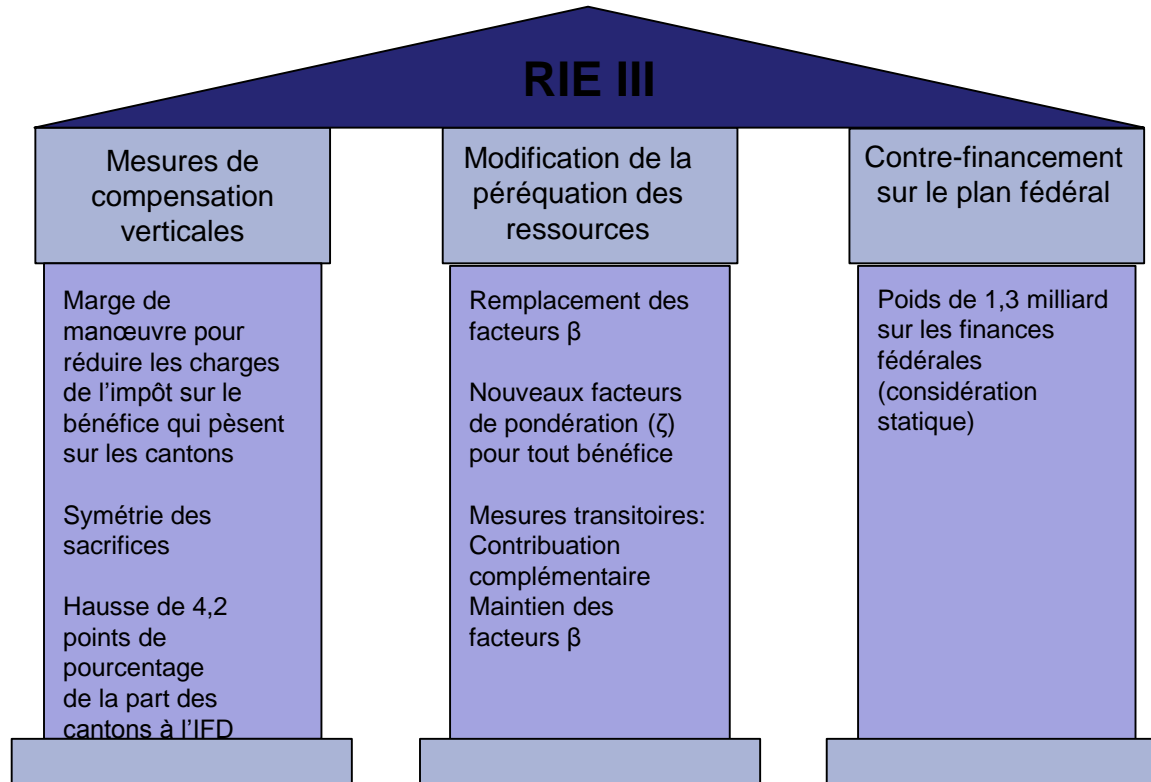 RIE III
Mesures de
compensation
verticales
Marge de
manœuvre pour
réduire les charges
de l'impôt sur le
bénéfice qui pèsent
sur les cantons
Symétrie des
sacrifices
Hausse de 4,2
points de
pourcentage
de la part des
cantons à l'IFD
Modification de la
péréquation des
ressources
Remplacement des
facteurs β
Nouveaux facteurs
de pondération (ζ)
pour tout bénéfice
Mesures transitoires:
Contribuation
complémentaire
Maintien des
facteurs β
Contre-financement
sur le plan fédéral
Poids de 1,3 milliard
sur les finances
fédérales
(considération
statique)